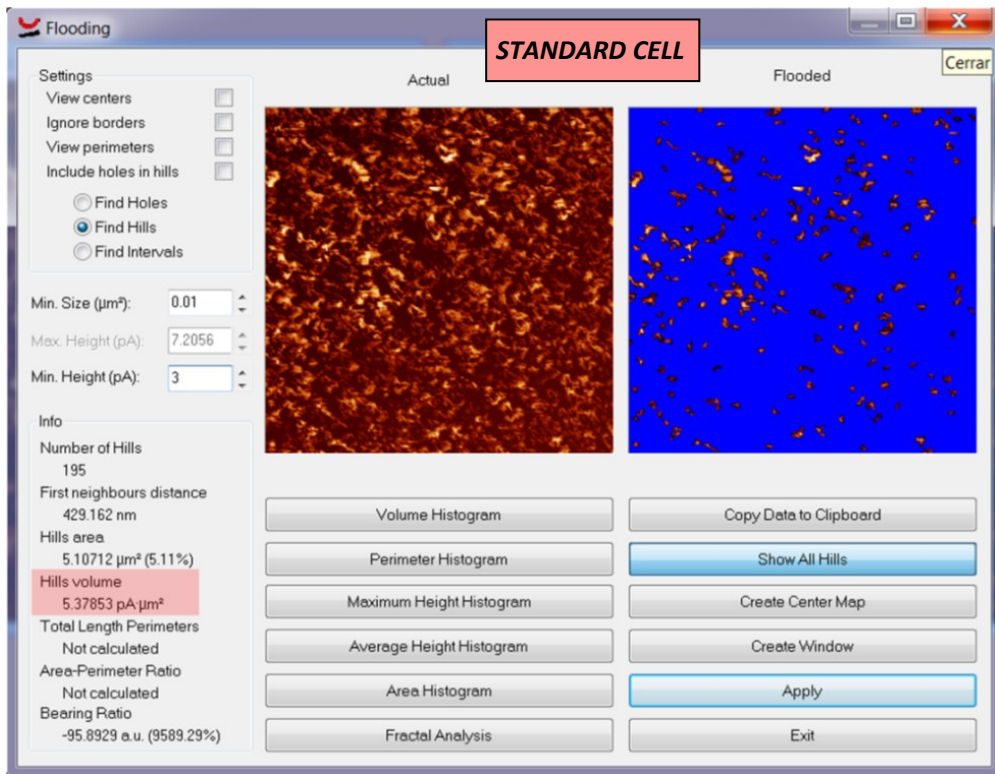 Flooding
STANDARD CELL
Cerrar
Settings
View centers
Ignore borders
View perimeters
Include holes in hills
Find Holes
Find Hills
Find Intervals
Min. Size (µm²): 0.01
Max. Height (pA): 7.2056
Min. Height (pA): 3
Info
Number of Hills
195
First neighbours distance
429.162 nm
Hills area
5.10712 µm² (5.11%)
Hills volume
5.37853 pA·µm²
Total Length Perimeters
Not calculated
Area-Perimeter Ratio
Not calculated
Bearing Ratio
-95.8929 a.u. (9589.29%)
Actual
Flooded
Volume Histogram
Copy Data to Clipboard
Perimeter Histogram
Show All Hills
Maximum Height Histogram
Create Center Map
Average Height Histogram
Create Window
Area Histogram
Apply
Fractal Analysis
Exit